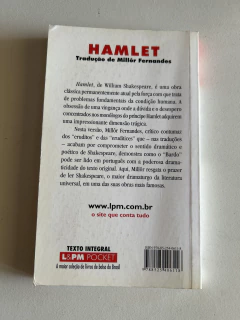 HAMLET
Tradução de Millôr Fernandes
Hamlet, de William Shakespeare, é uma obra
clássica permanentemente atual pela força com que trata
de problemas fundamentais da condição humana. A
obsessão de uma vingança onde a dúvida e o desespero
concentrados nos monólogos do príncipe Hamlet adquirem
uma impressionante dimensão trágica.
Nesta versão, Millôr Fernandes, crítico contumaz
dos "eruditos" e das "eruditices" que – nas traduções
– acabam por comprometer o sentido dramático e
poético de Shakespeare, demonstra como o "Bardo"
pode ser lido em português com a poderosa dramati-
cidade do texto original. Aqui, Millôr resgata o prazer
de ler Shakespeare, o maior dramaturgo da literatura
universal, em uma das suas obras mais famosas.
www.lpm.com.br
o site que conta tudo
TEXTO INTEGRAL
L&PM POCKET
A maior coleção de livros de bolso do Brasil